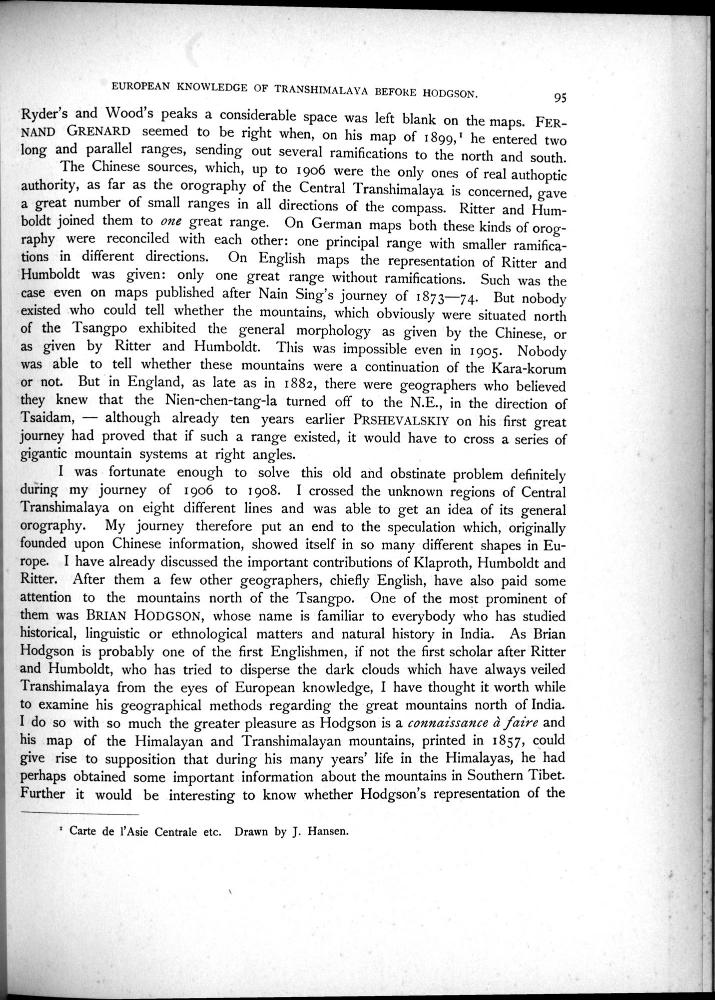 EUROPEAN KNOWLEDGE OF TRANSHIMALAYA BEFORE HODGSON.
95
Ryder's and Wood's peaks a considerable space was left blank on the maps. FER-
NAND GRENARD seemed to be right when, on his map of 1899,¹ he entered two
long and parallel ranges, sending out several ramifications to the north and south.
The Chinese sources, which, up to 1906 were the only ones of real authoptic
authority, as far as the orography of the Central Transhimalaya is concerned, gave
a great number of small ranges in all directions of the compass. Ritter and Hum-
boldt joined them to one great range. On German maps both these kinds of orog-
raphy were reconciled with each other: one principal range with smaller ramifica-
tions in different directions. On English maps the representation of Ritter and
Humboldt was given: only one great range without ramifications. Such was the
case even on maps published after Nain Sing's journey of 1873—74. But nobody
existed who could tell whether the mountains, which obviously were situated north
of the Tsangpo exhibited the general morphology as given by the Chinese, or
as given by Ritter and Humboldt. This was impossible even in 1905. Nobody
was able to tell whether these mountains were a continuation of the Kara-korum
or not. But in England, as late as in 1882, there were geographers who believed
they knew that the Nien-chen-tang-la turned off to the N.E., in the direction of
Tsaidam, — although already ten years earlier PRSHEVALSKIY on his first great
journey had proved that if such a range existed, it would have to cross a series of
gigantic mountain systems at right angles.
I was fortunate enough to solve this old and obstinate problem definitely
during my journey of 1906 to 1908. I crossed the unknown regions of Central
Transhimalaya on eight different lines and was able to get an idea of its general
orography. My journey therefore put an end to the speculation which, originally
founded upon Chinese information, showed itself in so many different shapes in Eu-
rope. I have already discussed the important contributions of Klaproth, Humboldt and
Ritter. After them a few other geographers, chiefly English, have also paid some
attention to the mountains north of the Tsangpo. One of the most prominent of
them was BRIAN HODGSON, whose name is familiar to everybody who has studied
historical, linguistic or ethnological matters and natural history in India. As Brian
Hodgson is probably one of the first Englishmen, if not the first scholar after Ritter
and Humboldt, who has tried to disperse the dark clouds which have always veiled
Transhimalaya from the eyes of European knowledge, I have thought it worth while
to examine his geographical methods regarding the great mountains north of India.
I do so with so much the greater pleasure as Hodgson is a connaissance à faire and
his map of the Himalayan and Transhimalayan mountains, printed in 1857, could
give rise to supposition that during his many years' life in the Himalayas, he had
perhaps obtained some important information about the mountains in Southern Tibet.
Further it would be interesting to know whether Hodgson's representation of the
¹ Carte de l'Asie Centrale etc. Drawn by J. Hansen.